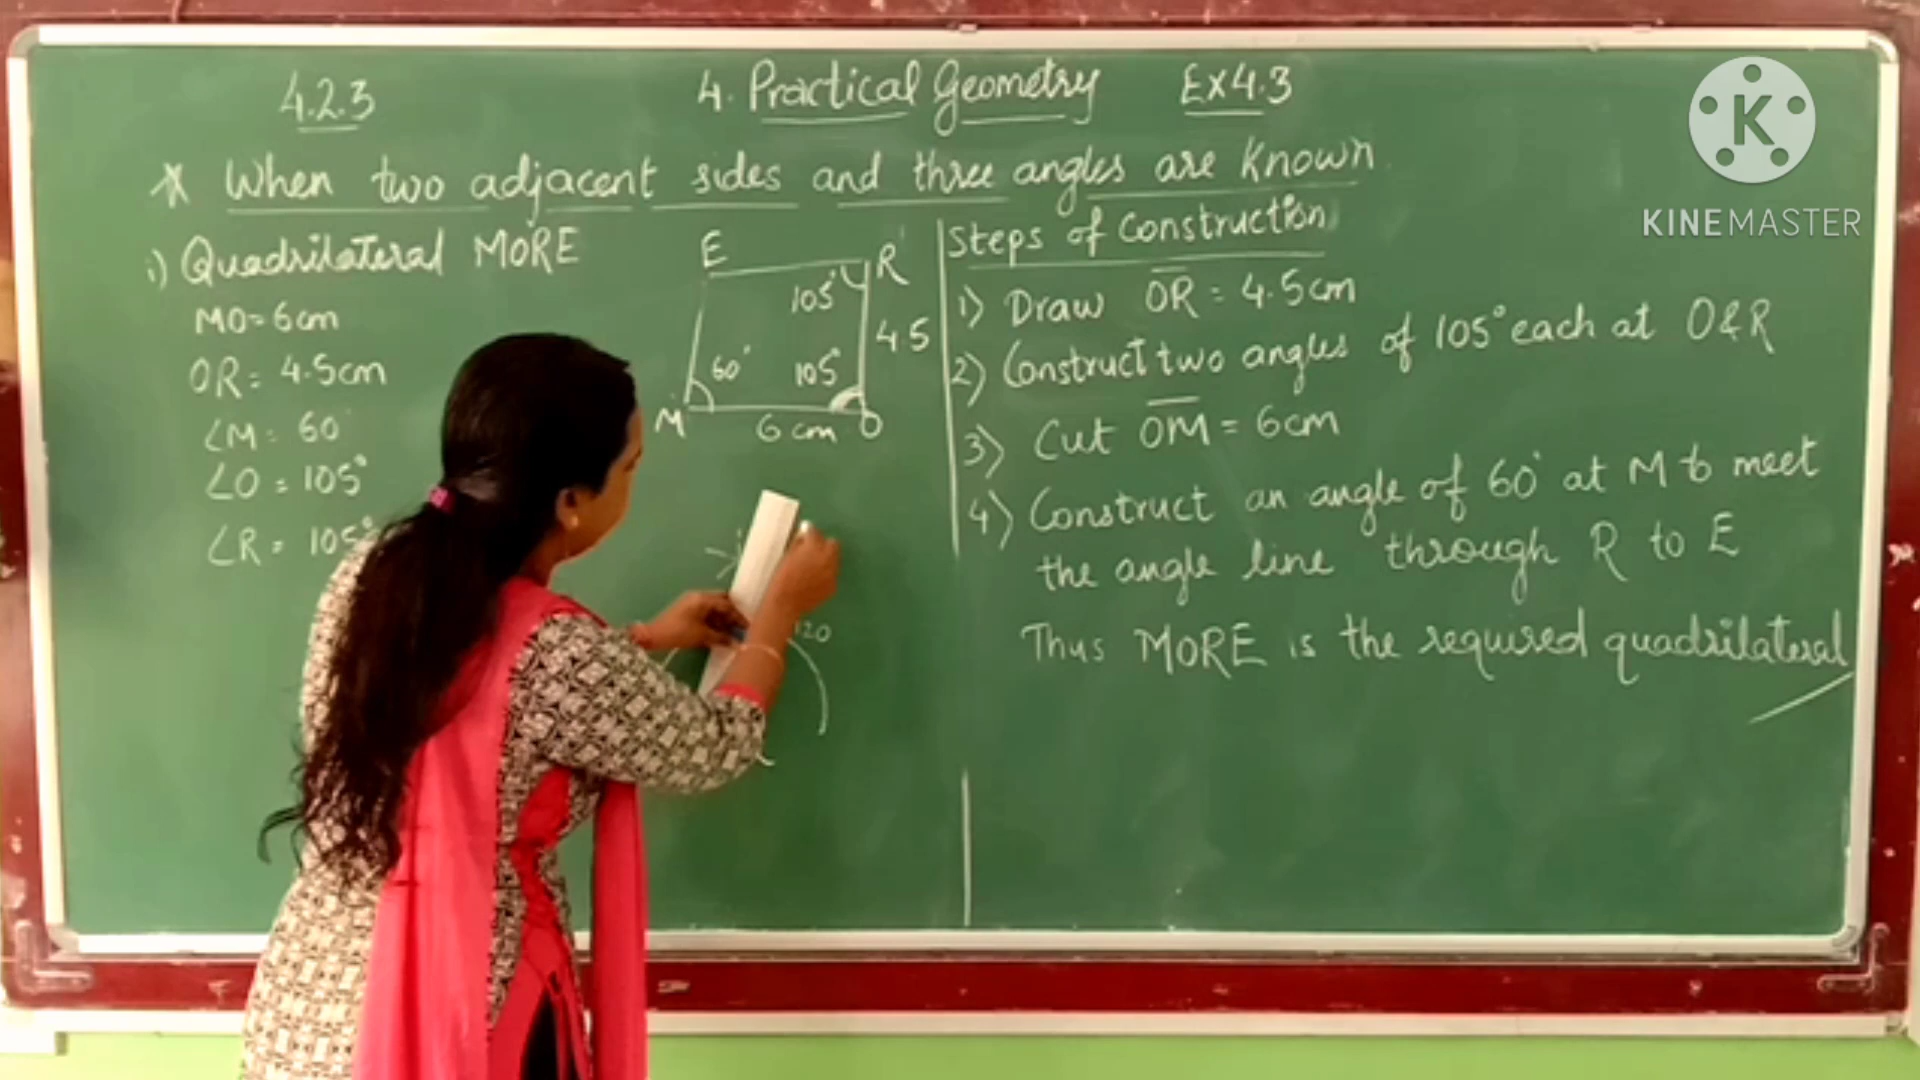 4.2.3
4. Practical Geometry Ex 4.3
* When two adjacent sides and three angles are known.
i) Quadrilateral MORE
MO = 6cm
OR = 4.5cm
∠M = 60°
∠O = 105°
∠R = 105°
E R
105°
4.5
60° 105°
M 6 cm O
120
Steps of Construction
1) Draw O̅R̅ = 4.5cm
2) Construct two angles of 105° each at O & R
3) Cut O̅M̅ = 6cm
4) Construct an angle of 60° at M to meet
the angle line through R to E
Thus MORE is the required quadrilateral
K
KINEMASTER